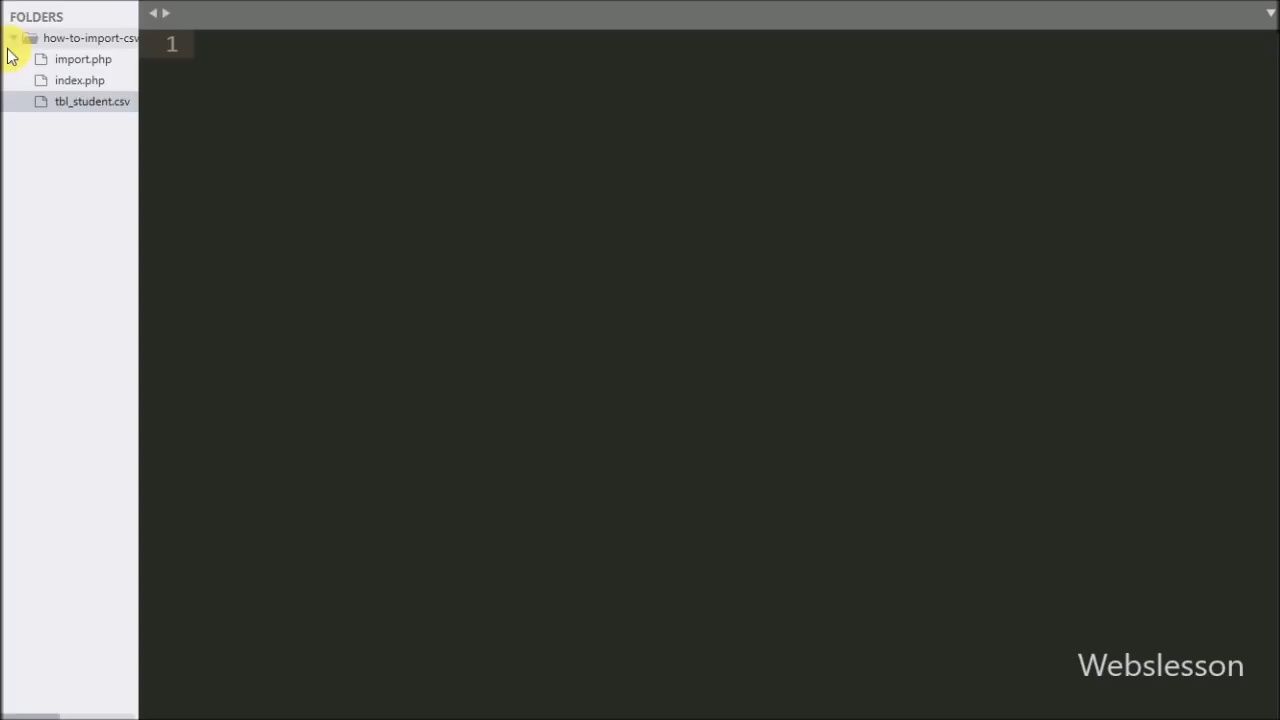 FOLDERS
how-to-import-csv
import.php
index.php
tbl_student.csv
1
Webslesson